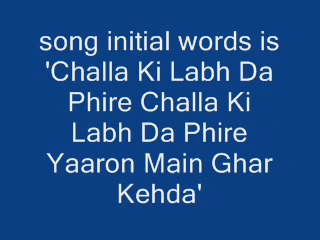 song initial words is
'Challa Ki Labh Da
Phire Challa Ki
Labh Da Phire
Yaaron Main Ghar
Kehda'